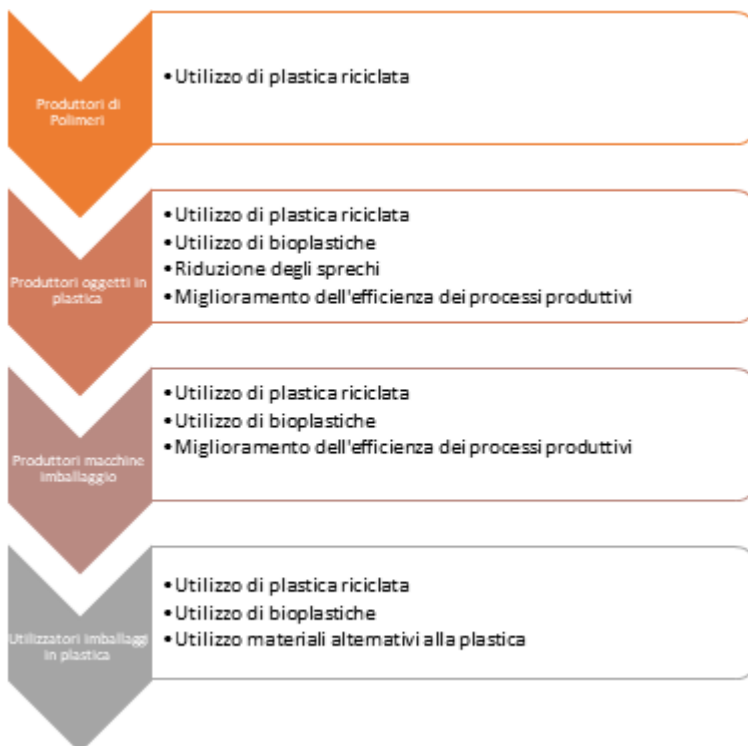 Produttori di
Polimeri
• Utilizzo di plastica riciclata
Produttori oggetti in
plastica
• Utilizzo di plastica riciclata
• Utilizzo di bioplastiche
• Riduzione degli sprechi
• Miglioramento dell'efficienza dei processi produttivi
Produttori macchine
imballaggio
• Utilizzo di plastica riciclata
• Utilizzo di bioplastiche
• Miglioramento dell'efficienza dei processi produttivi
Utilizzatori imballaggi
in plastica
• Utilizzo di plastica riciclata
• Utilizzo di bioplastiche
• Utilizzo materiali alternativi alla plastica